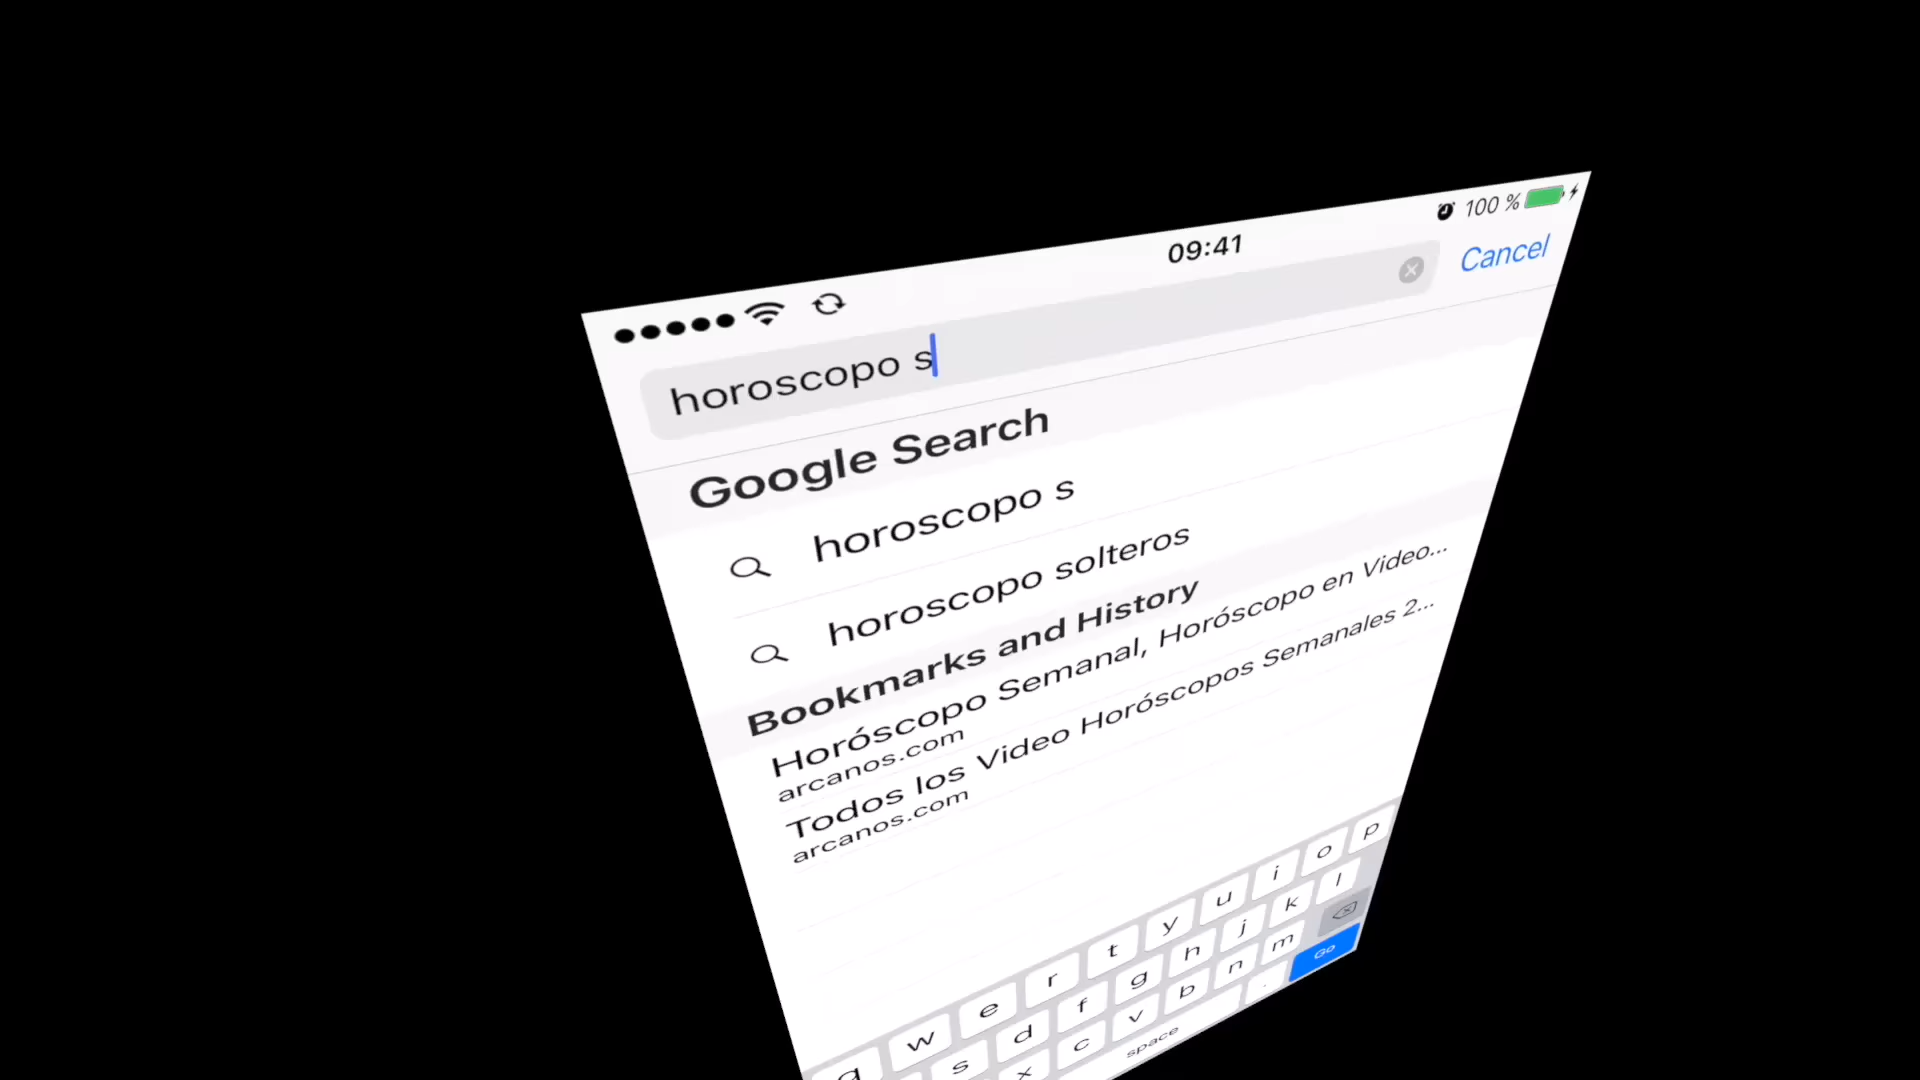 09:41
100 %
horoscopo s
Cancel
Google Search
horoscopo s
horoscopo solteros
Bookmarks and History
Horóscopo Semanal, Horóscopo en Video...
arcanos.com
Todos los Video Horóscopos Semanales 2...
arcanos.com
q w e r t y u i o p
s d f g h j k l
x c v b n m
space . Go